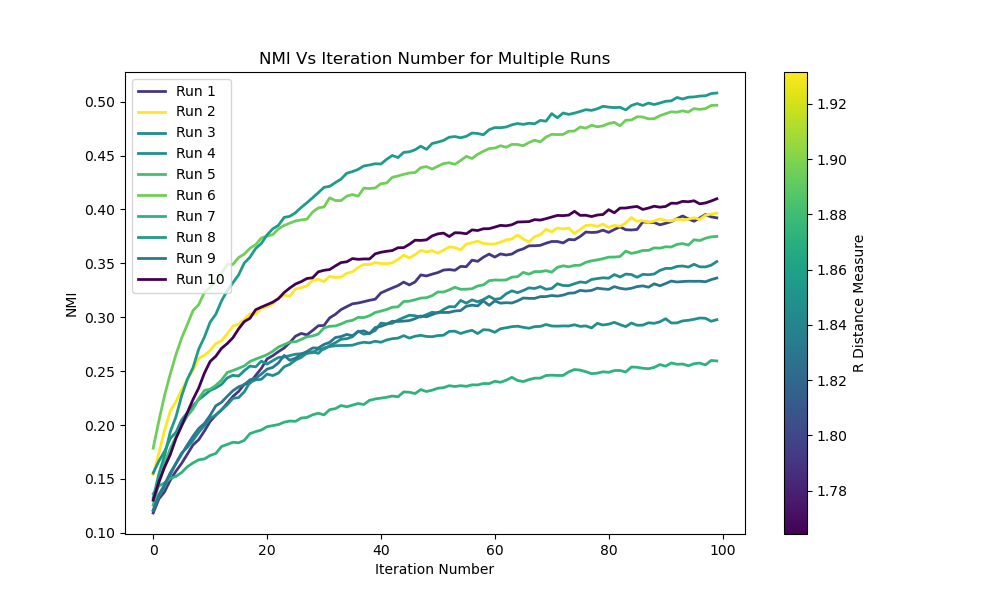 NMI Vs Iteration Number for Multiple Runs
Run 1
Run 2
Run 3
Run 4
Run 5
Run 6
Run 7
Run 8
Run 9
Run 10
0.50
0.45
0.40
0.35
0.30
0.25
0.20
0.15
0.10
NMI
0 20 40 60 80 100
Iteration Number
1.92
1.90
1.88
1.86
1.84
1.82
1.80
1.78
R Distance Measure